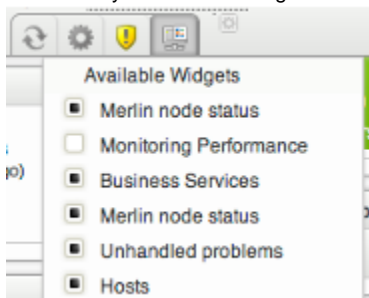 Available Widgets
Merlin node status
Monitoring Performance
Business Services
Merlin node status
Unhandled problems
Hosts